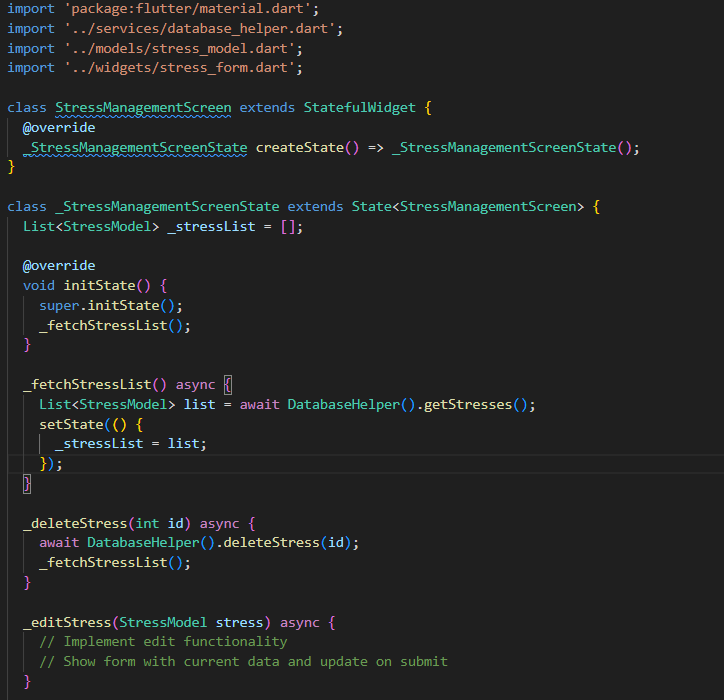 import 'package:flutter/material.dart';
import '../services/database_helper.dart';
import '../models/stress_model.dart';
import '../widgets/stress_form.dart';

class StressManagementScreen extends StatefulWidget {
  @override
  _StressManagementScreenState createState() => _StressManagementScreenState();
}

class _StressManagementScreenState extends State<StressManagementScreen> {
  List<StressModel> _stressList = [];

  @override
  void initState() {
    super.initState();
    _fetchStressList();
  }

  _fetchStressList() async {
    List<StressModel> list = await DatabaseHelper().getStresses();
    setState(() {
      _stressList = list;
    });
  }

  _deleteStress(int id) async {
    await DatabaseHelper().deleteStress(id);
    _fetchStressList();
  }

  _editStress(StressModel stress) async {
    // Implement edit functionality
    // Show form with current data and update on submit
  }